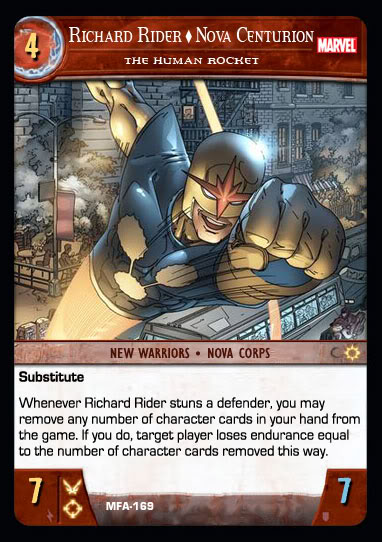 4
RICHARD RIDER ♦ NOVA CENTURION
MARVEL
THE HUMAN ROCKET
NEW WARRIORS • NOVA CORPS
C
Substitute
Whenever Richard Rider stuns a defender, you may
remove any number of character cards in your hand from
the game. If you do, target player loses endurance equal
to the number of character cards removed this way.
7
MFA-169
7